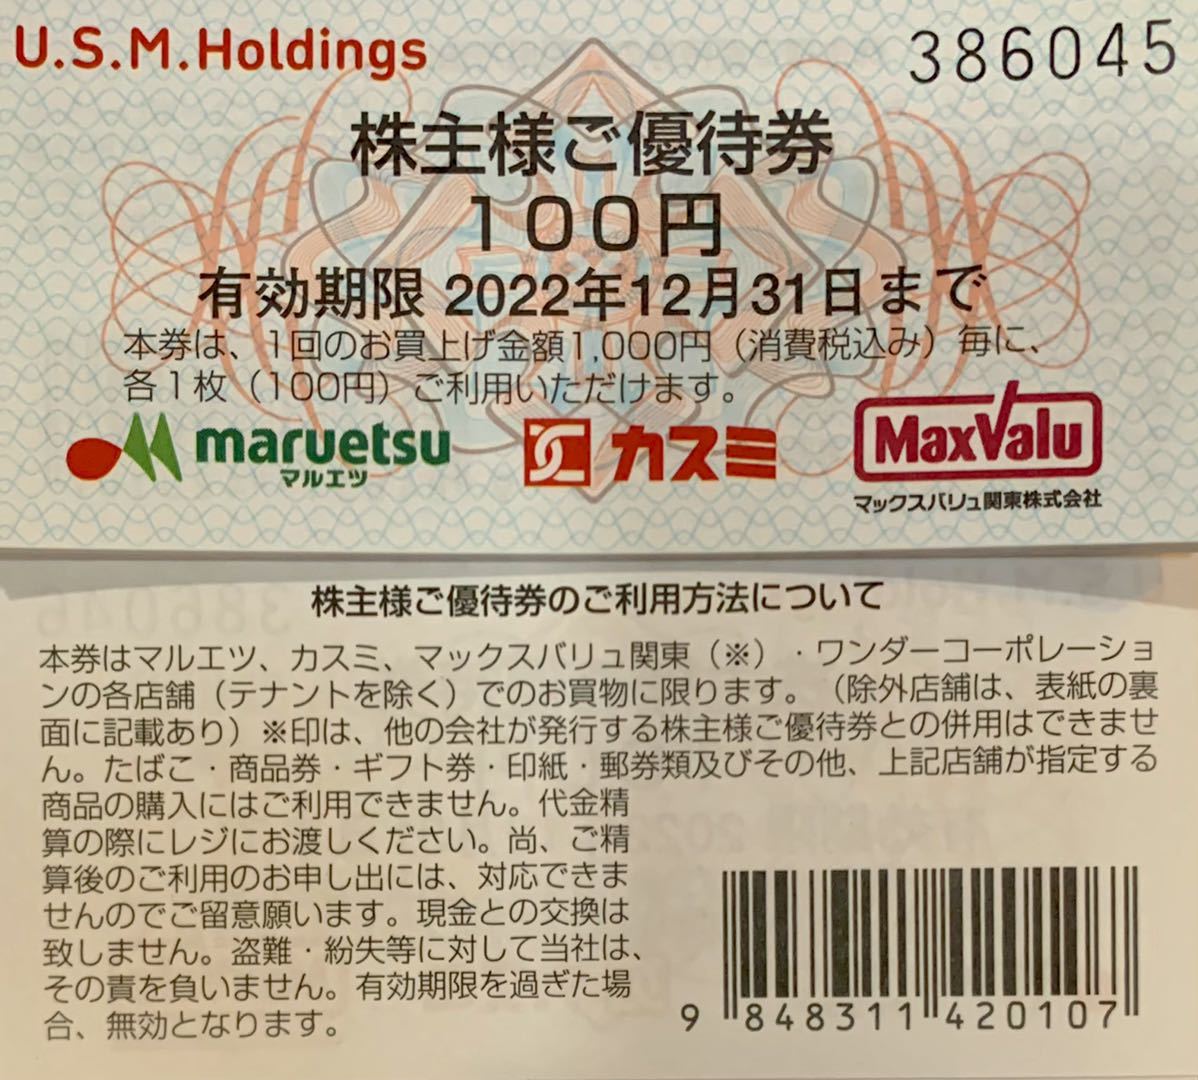 U.S.M.Holdings
386045
株主様ご優待券
100円
有効期限 2022年12月31日まで
本券は、1回のお買上げ金額1,000円（消費税込み）毎に、
各1枚（100円）ご利用いただけます。
maruetsu
マルエツ
カスミ
MaxValu
マックスバリュ関東株式会社
株主様ご優待券のご利用方法について
本券はマルエツ、カスミ、マックスバリュ関東（※）・ワンダーコーポレーショ
ンの各店舗（テナントを除く）でのお買物に限ります。（除外店舗は、表紙の裏
面に記載あり）※印は、他の会社が発行する株主様ご優待券との併用はできませ
ん。たばこ・商品券・ギフト券・印紙・郵券類及びその他、上記店舗が指定する
商品の購入にはご利用できません。代金精
算の際にレジにお渡しください。尚、ご精
算後のご利用のお申し出には、対応できま
せんのでご留意願います。現金との交換は
致しません。盗難・紛失等に対して当社は、
その責を負いません。有効期限を過ぎた場
合、無効となります。
9 848311 420107